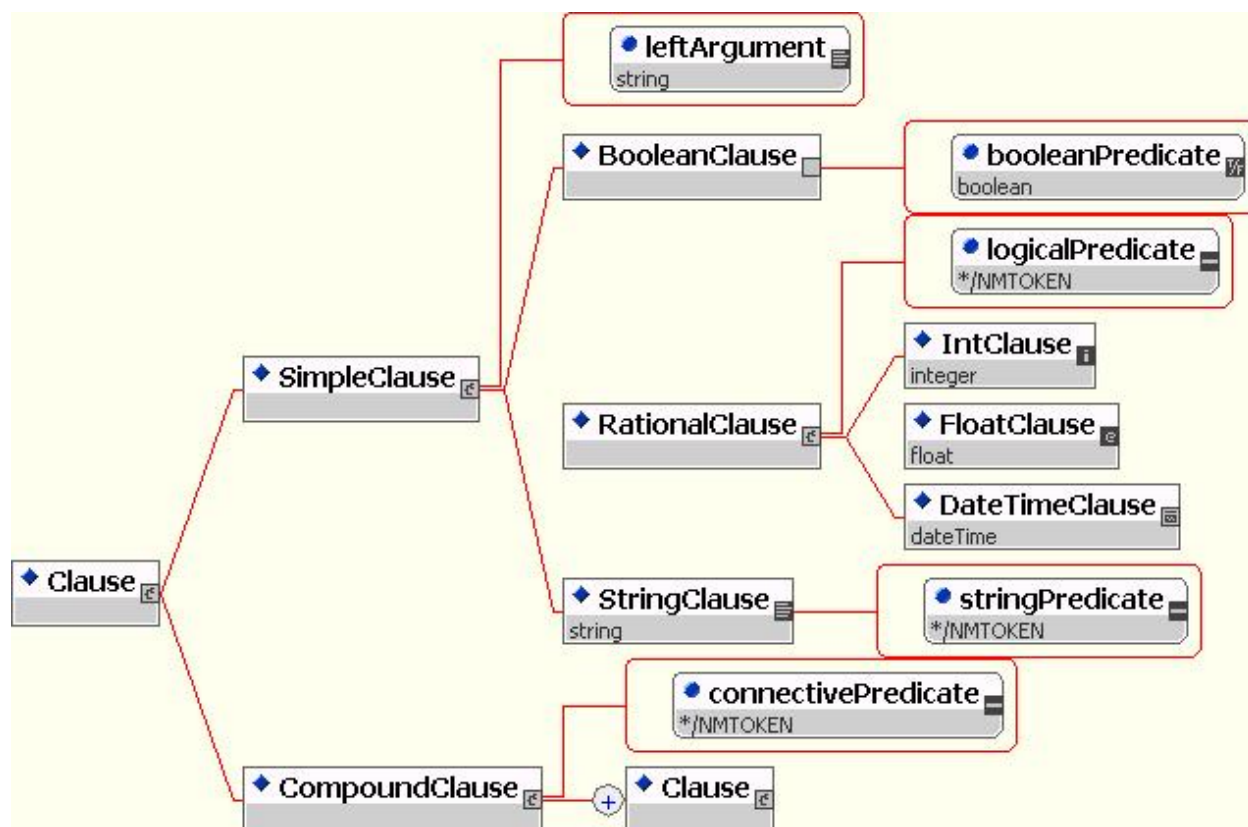 leftArgument
string
BooleanClause
booleanPredicate
boolean
logicalPredicate
*/NMTOKEN
SimpleClause
IntClause
integer
RationalClause
FloatClause
float
DateTimeClause
dateTime
Clause
StringClause
string
stringPredicate
*/NMTOKEN
connectivePredicate
*/NMTOKEN
CompoundClause
Clause